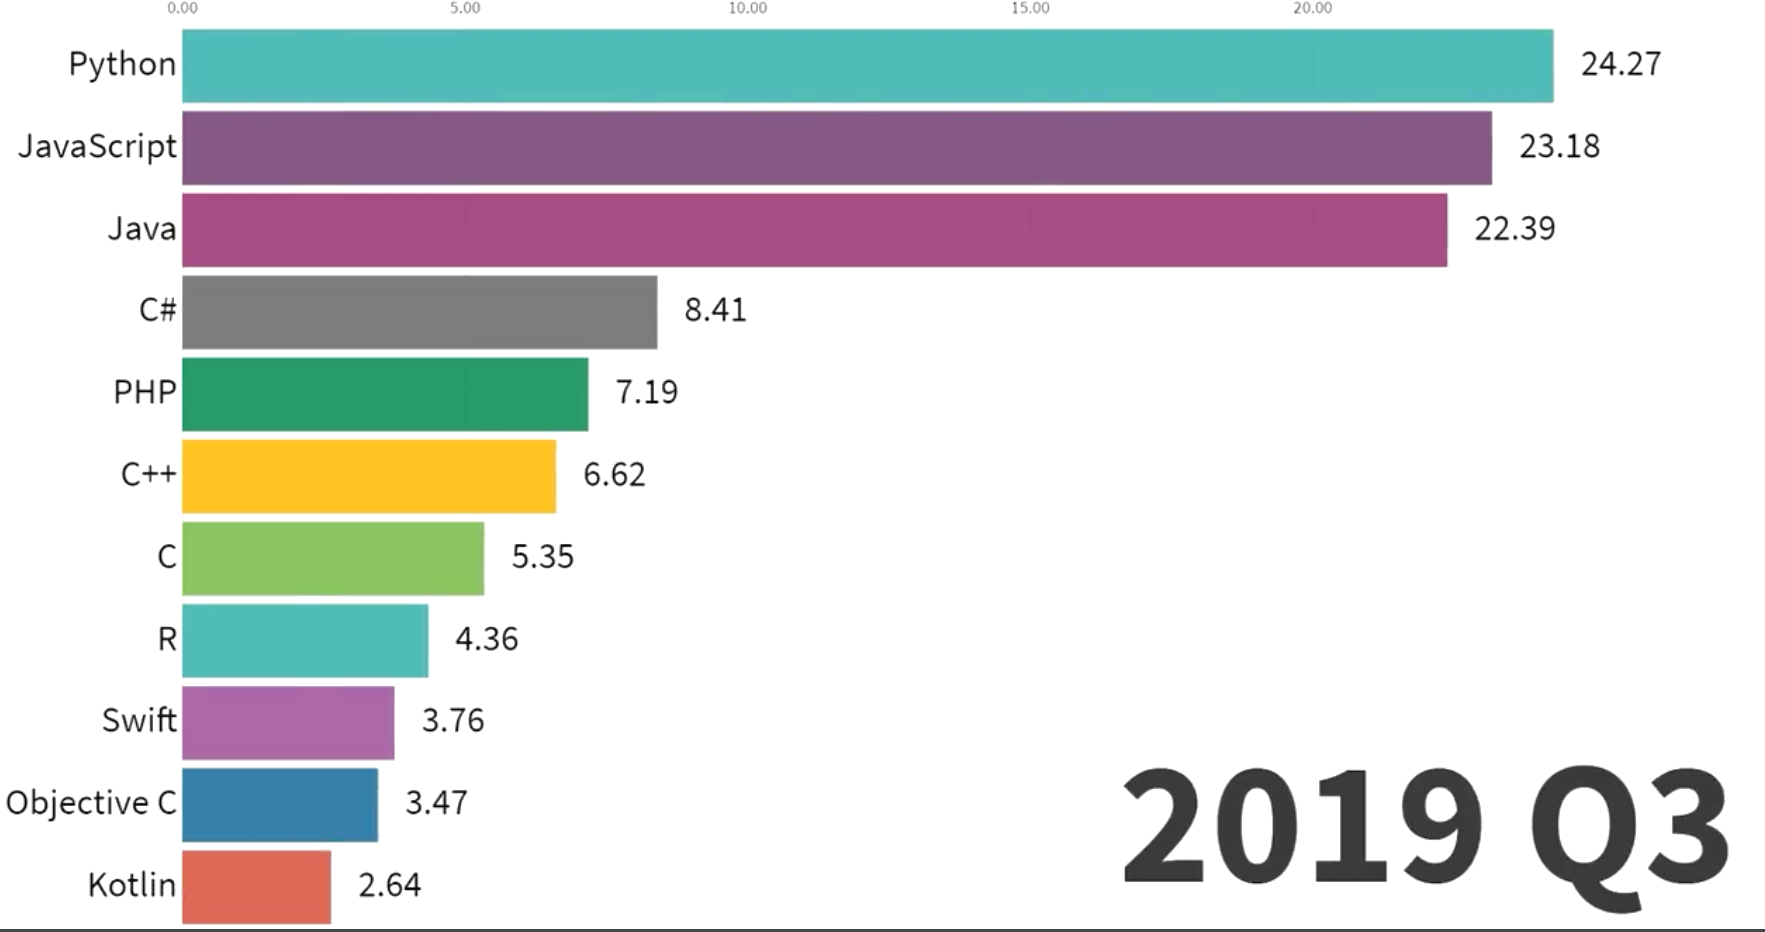 0.00 5.00 10.00 15.00 20.00
Python 24.27
JavaScript 23.18
Java 22.39
C# 8.41
PHP 7.19
C++ 6.62
C 5.35
R 4.36
Swift 3.76
Objective C 3.47
Kotlin 2.64
2019 Q3